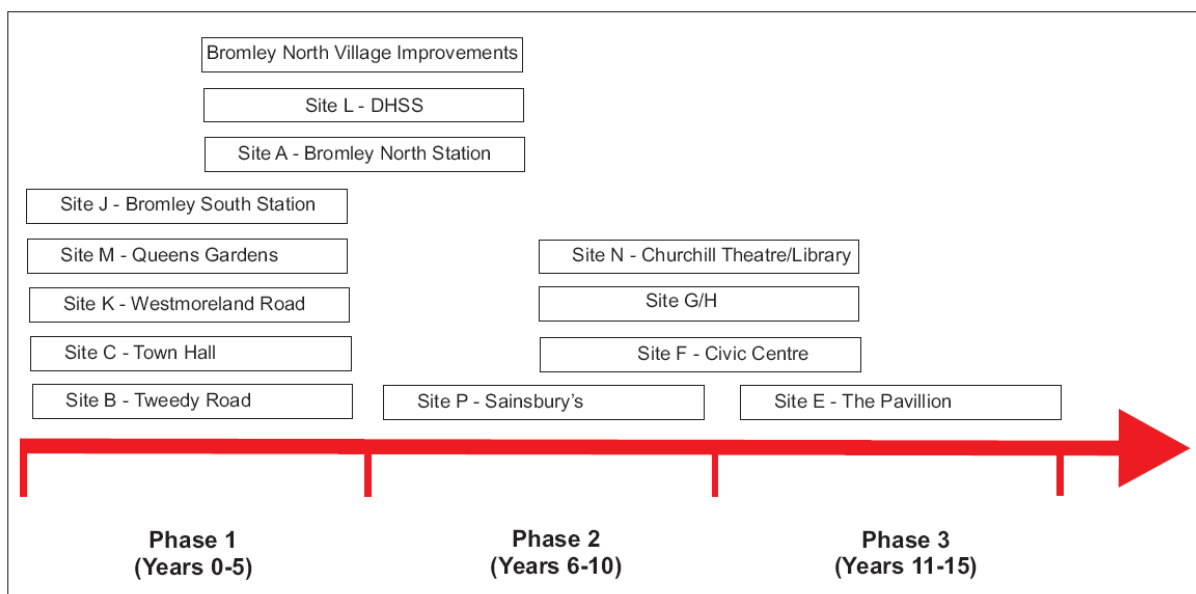 Bromley North Village Improvements
Site L - DHSS
Site A - Bromley North Station
Site J - Bromley South Station
Site M - Queens Gardens
Site N - Churchill Theatre/Library
Site K - Westmoreland Road
Site G/H
Site C - Town Hall
Site F - Civic Centre
Site B - Tweedy Road
Site P - Sainsbury's
Site E - The Pavillion
Phase 1
(Years 0-5)
Phase 2
(Years 6-10)
Phase 3
(Years 11-15)